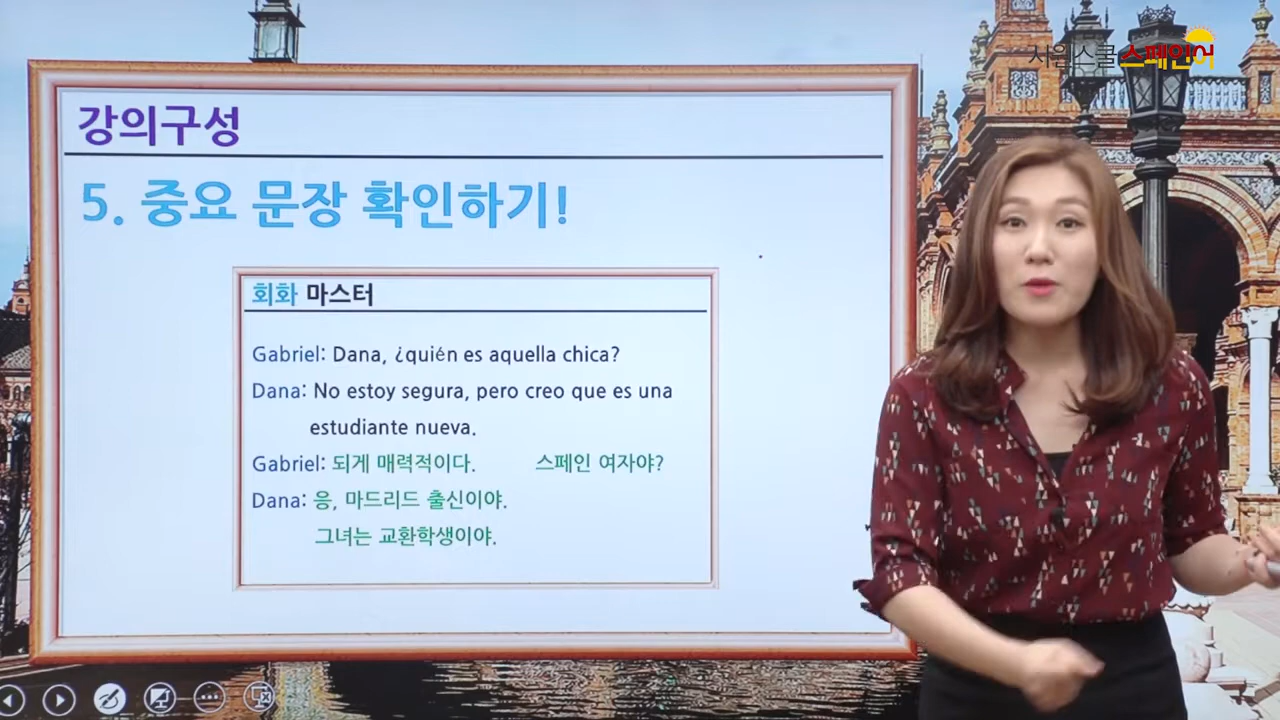 시원스쿨 스페인어
강의구성
5. 중요 문장 확인하기!
회화 마스터
Gabriel: Dana, ¿quién es aquella chica?
Dana: No estoy segura, pero creo que es una
estudiante nueva.
Gabriel: 되게 매력적이다. 스페인 여자야?
Dana: 응, 마드리드 출신이야.
그녀는 교환학생이야.